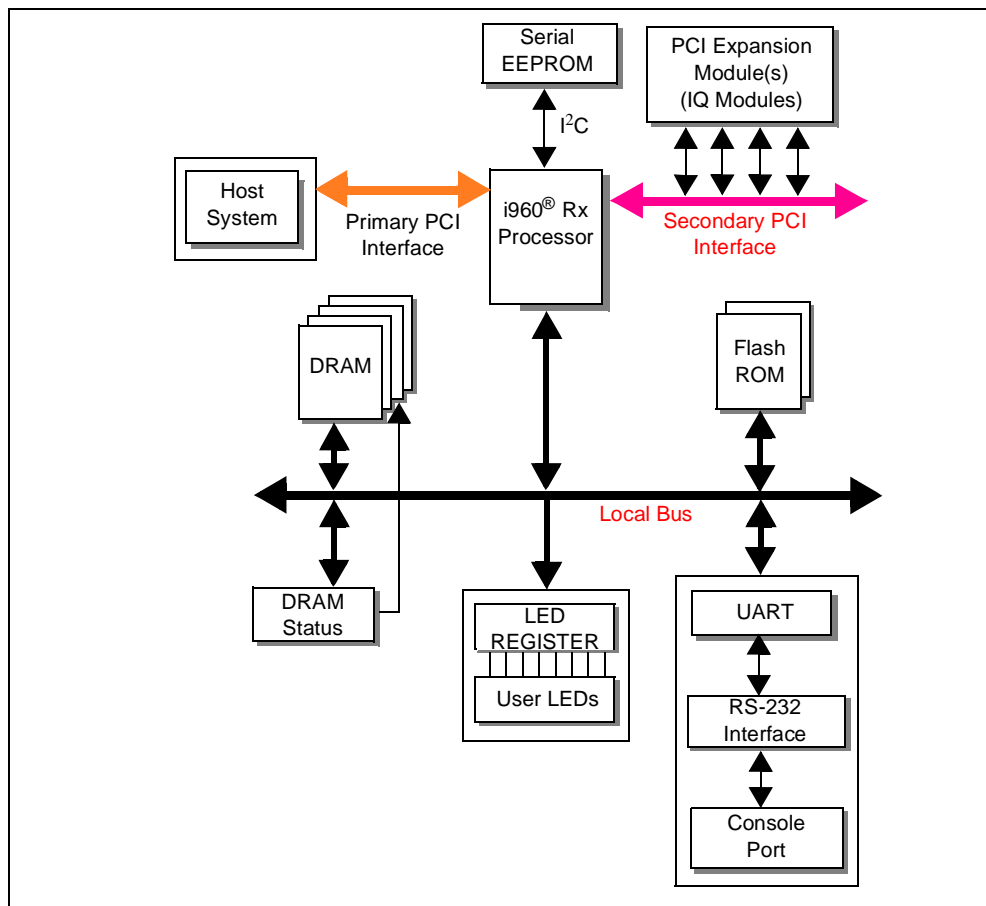 Serial
EEPROM
PCI Expansion
Module(s)
(IQ Modules)
I²C
Host
System
Primary PCI
Interface
i960® Rx
Processor
Secondary PCI
Interface
DRAM
Flash
ROM
Local Bus
DRAM
Status
LED
REGISTER
User LEDs
UART
RS-232
Interface
Console
Port